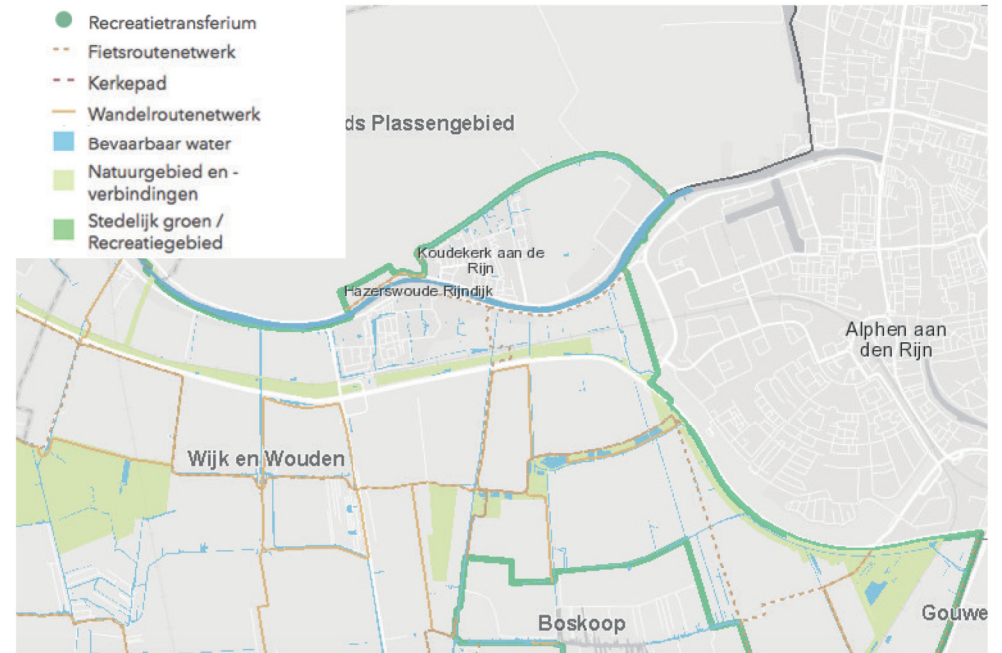 Recreatietransferium
Fietsroutenetwerk
Kerkepad
Wandelroutenetwerk
Bevaarbaar water
Natuurgebied en -
verbindingen
Stedelijk groen /
Recreatiegebied
ds Plassengebied
Koudekerk aan de
Rijn
Hazerswoude-Rijndijk
Alphen aan
den Rijn
Wijk en Wouden
Boskoop
Gouwe